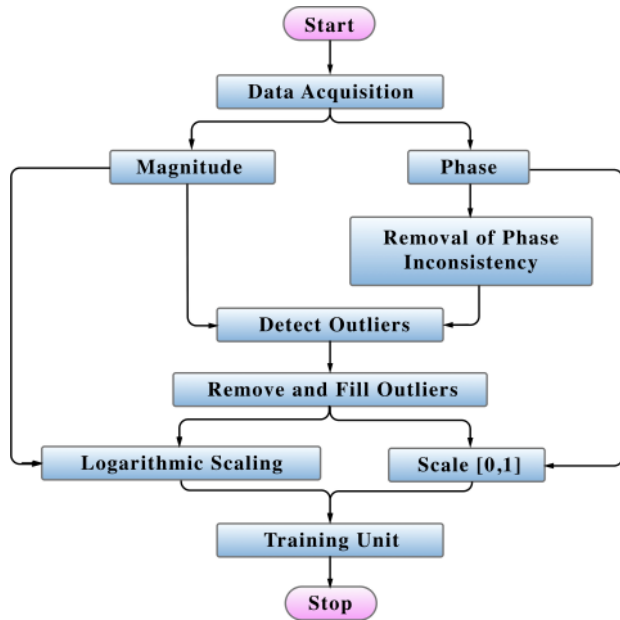 Start
Data Acquisition
Magnitude
Phase
Removal of Phase
Inconsistency
Detect Outliers
Remove and Fill Outliers
Logarithmic Scaling
Scale [0,1]
Training Unit
Stop